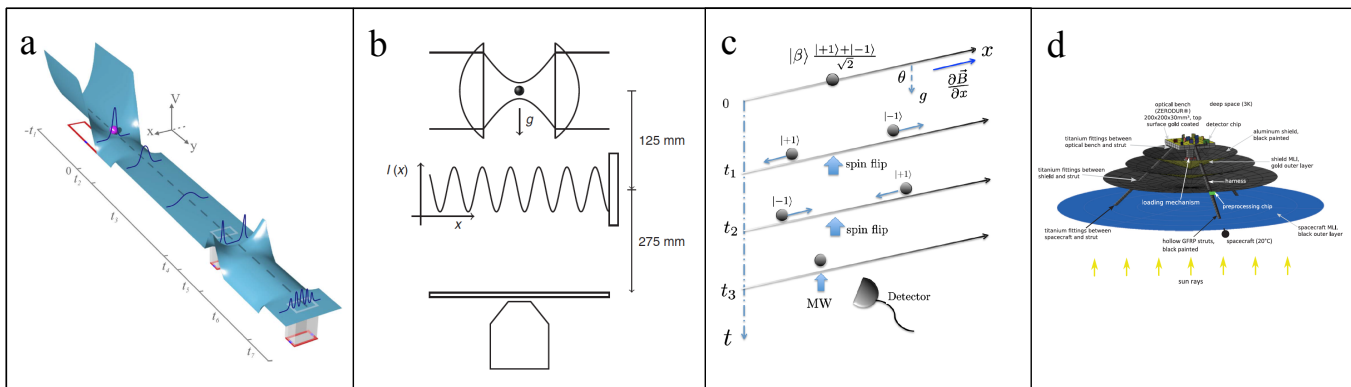 a
V
x
y
-t₁
0
t₂
t₃
t₄
t₅
t₆
t₇
b
g
125 mm
I (x)
x
275 mm
c
|β⟩ |+1⟩+|−1⟩ / √2
x
θ
g
∂B⃗ / ∂x
0
|−1⟩
|+1⟩
t₁
spin flip
|+1⟩
|−1⟩
t₂
spin flip
t₃
MW
Detector
t
d
optical bench
(ZERODUR®)
200x200x30mm³, top
surface gold coated
deep space (3K)
detector chip
titanium fittings between
optical bench and strut
aluminum shield,
black painted
shield MLI,
gold outer layer
titanium fittings between
shield and strut
harness
loading mechanism
preprocessing chip
spacecraft MLI,
black outer layer
titanium fittings between
spacecraft and strut
hollow GFRP struts,
black painted
spacecraft (20°C)
sun rays